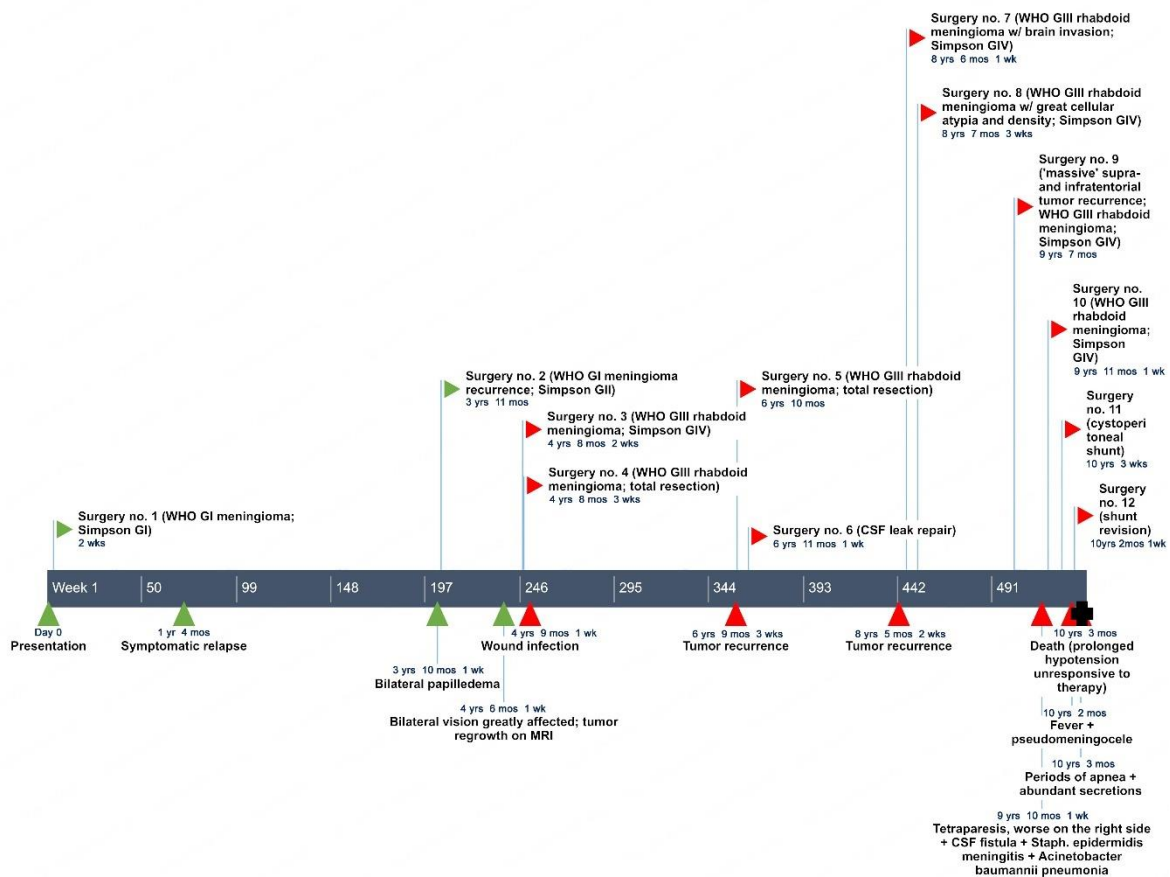 Surgery no. 7 (WHO GIII rhabdoid
meningioma w/ brain invasion;
Simpson GIV)
8 yrs 6 mos 1 wk
Surgery no. 8 (WHO GIII rhabdoid
meningioma w/ great cellular
atypia and density; Simpson GIV)
8 yrs 7 mos 3 wks
Surgery no. 9
('massive' supra-
and infratentorial
tumor recurrence;
WHO GIII rhabdoid
meningioma;
Simpson GIV)
9 yrs 7 mos
Surgery no.
10 (WHO GIII
rhabdoid
meningioma;
Simpson
GIV)
9 yrs 11 mos 1 wk
Surgery no. 2 (WHO GI meningioma
recurrence; Simpson GII)
3 yrs 11 mos
Surgery no. 5 (WHO GIII rhabdoid
meningioma; total resection)
6 yrs 10 mos
Surgery no. 3 (WHO GIII rhabdoid
meningioma; Simpson GIV)
4 yrs 8 mos 2 wks
Surgery
no. 11
(cystoperi
toneal
shunt)
10 yrs 3 wks
Surgery no. 4 (WHO GIII rhabdoid
meningioma; total resection)
4 yrs 8 mos 3 wks
Surgery no. 1 (WHO GI meningioma;
Simpson GI)
2 wks
Surgery no. 6 (CSF leak repair)
6 yrs 11 mos 1 wk
Surgery
no. 12
(shunt
revision)
10yrs 2mos 1wk
Week 1 50 99 148 197 246 295 344 393 442 491
Day 0
Presentation
1 yr 4 mos
Symptomatic relapse
3 yrs 10 mos 1 wk
Bilateral papilledema
4 yrs 6 mos 1 wk
Bilateral vision greatly affected; tumor
regrowth on MRI
4 yrs 9 mos 1 wk
Wound infection
6 yrs 9 mos 3 wks
Tumor recurrence
8 yrs 5 mos 2 wks
Tumor recurrence
10 yrs 3 mos
Death (prolonged
hypotension
unresponsive to
therapy)
10 yrs 2 mos
Fever +
pseudomeningocele
10 yrs 3 mos
Periods of apnea +
abundant secretions
9 yrs 10 mos 1 wk
Tetraparesis, worse on the right side
+ CSF fistula + Staph. epidermidis
meningitis + Acinetobacter
baumannii pneumonia